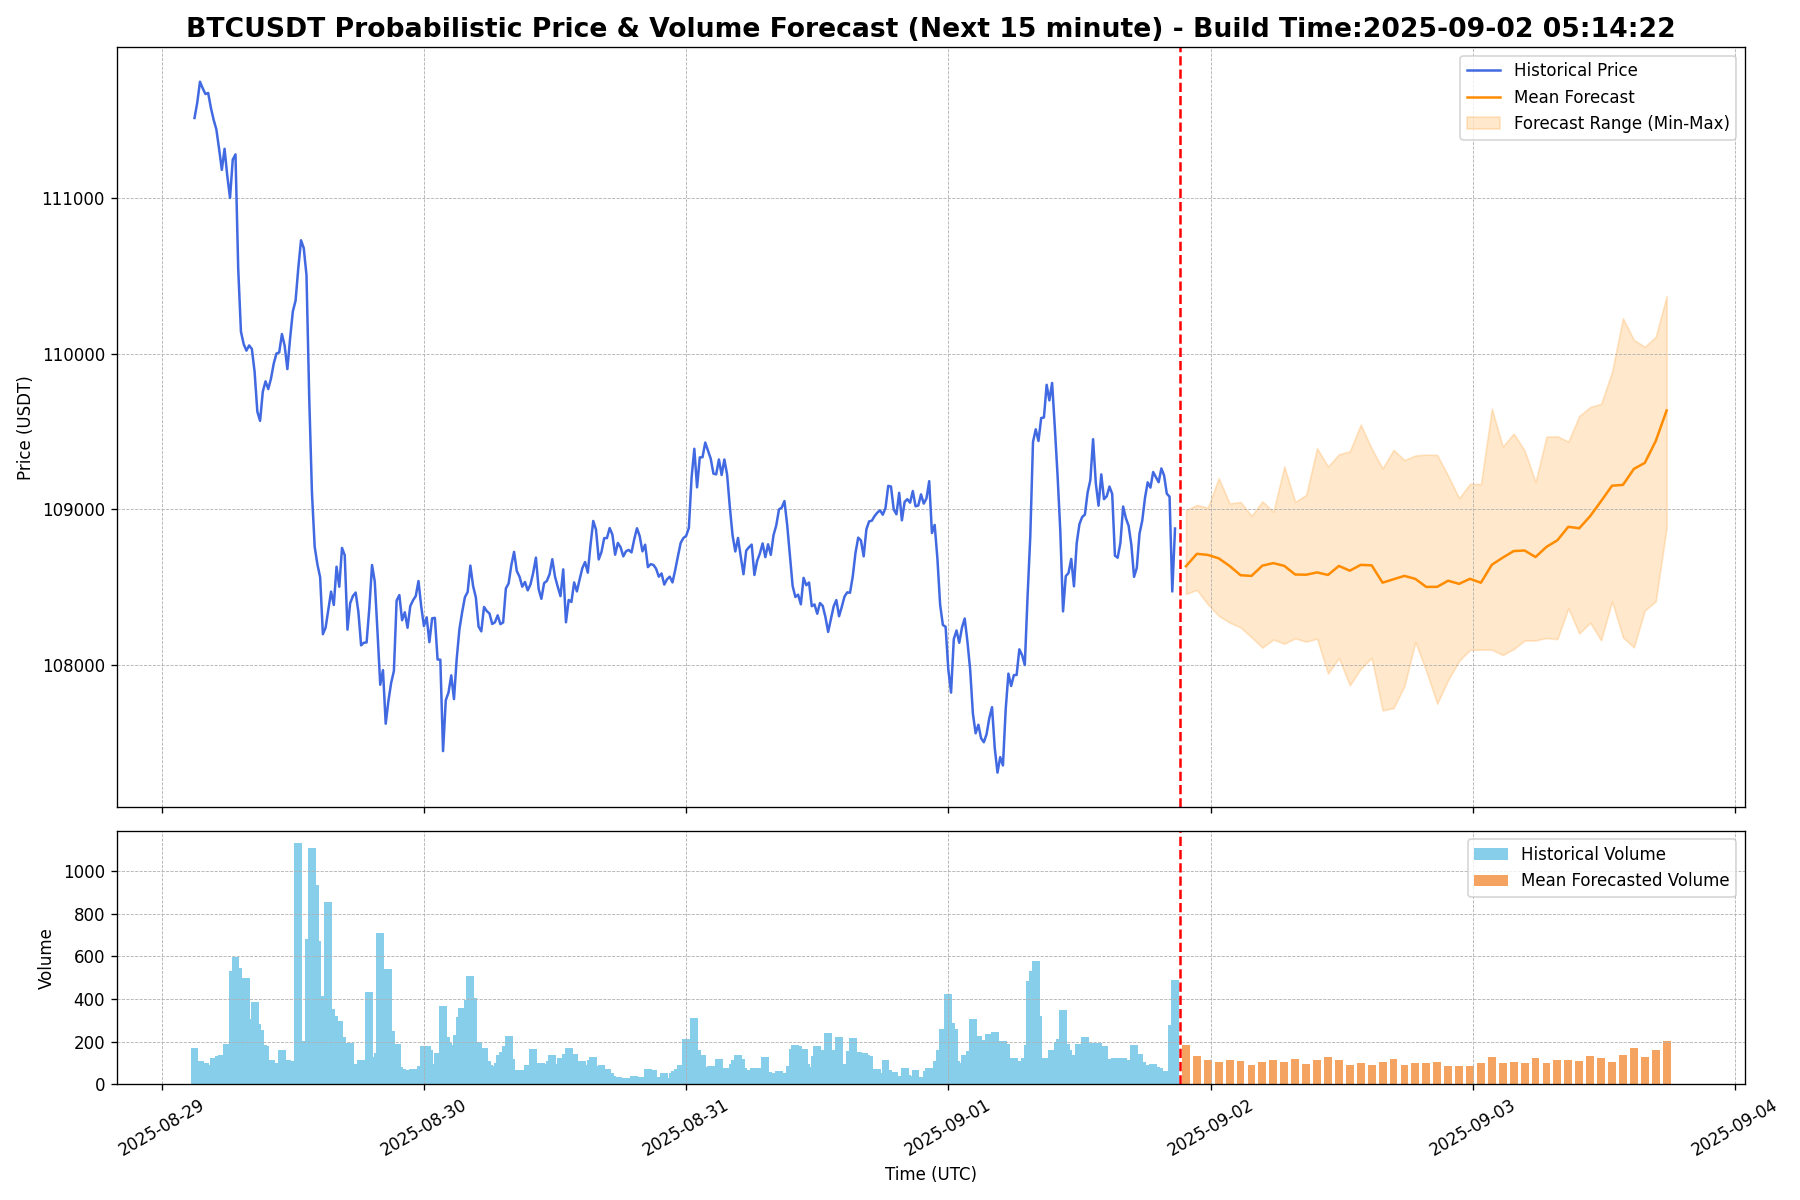 BTCUSDT Probabilistic Price & Volume Forecast (Next 15 minute) - Build Time:2025-09-02 05:14:22
Historical Price
Mean Forecast
Forecast Range (Min-Max)
Price (USDT)
111000
110000
109000
108000
Historical Volume
Mean Forecasted Volume
Volume
1000
800
600
400
200
0
2025-08-29
2025-08-30
2025-08-31
2025-09-01
2025-09-02
2025-09-03
2025-09-04
Time (UTC)